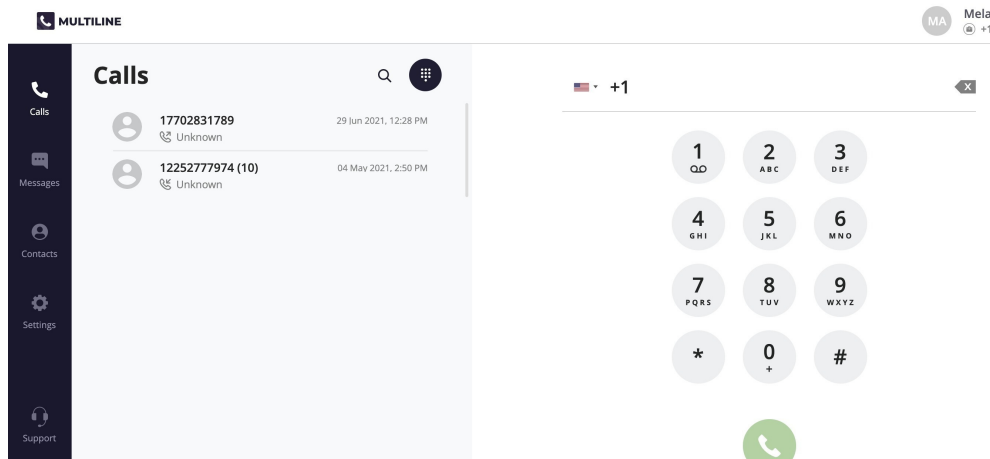 MULTILINE
MA
Mela
+1
Calls
Messages
Contacts
Settings
Support
Calls
17702831789
29 Jun 2021, 12:28 PM
Unknown
12252777974 (10)
04 May 2021, 2:50 PM
Unknown
+1
X
1
2
ABC
3
DEF
4
GHI
5
JKL
6
MNO
7
PQRS
8
TUV
9
WXYZ
*
0
+
#